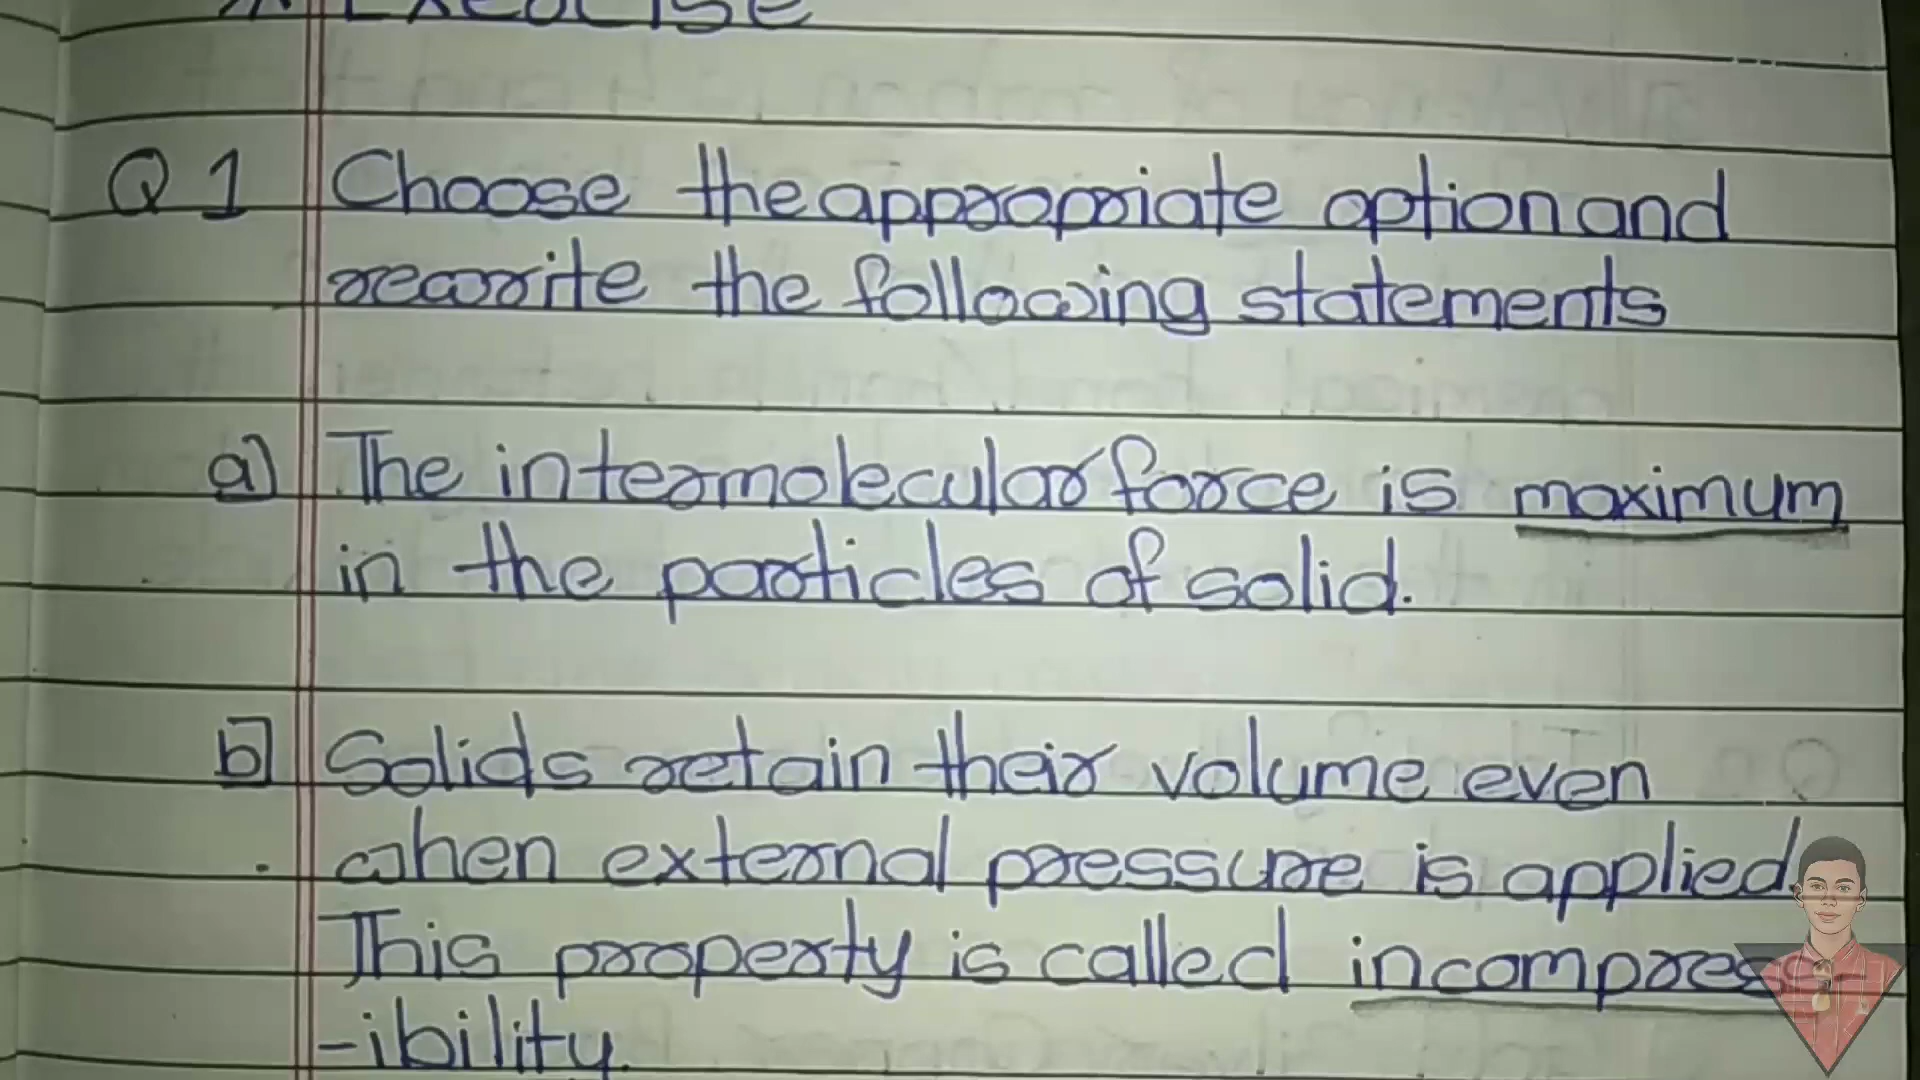 Exercise
Q 1 Choose the appropriate option and
rewrite the following statements
a) The intermolecular force is maximum
in the particles of solid.
b] Solids retain their volume even
when external pressure is applied.
This property is called incompress-
-ibility.